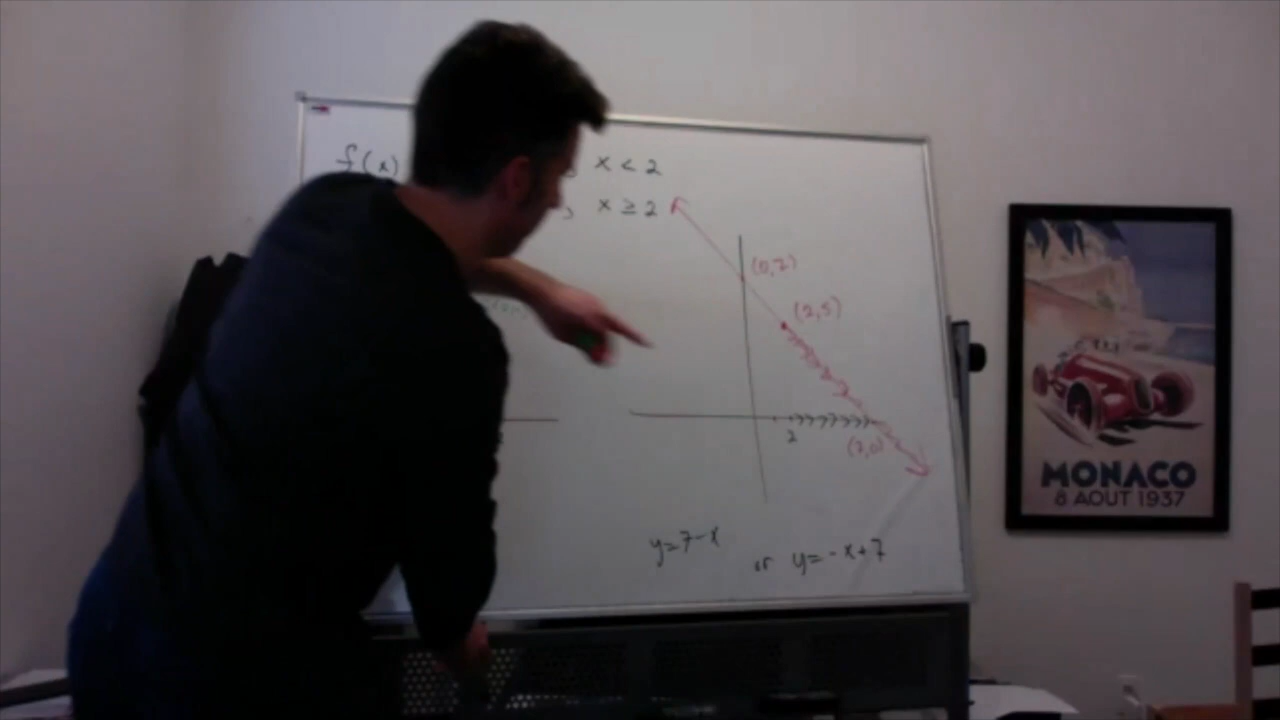 f(x) , x < 2
, x ≥ 2
(0,7)
(2,5)
2
(7,0)
y=7-x
or y=-x+7
MONACO
8 AOUT 1937